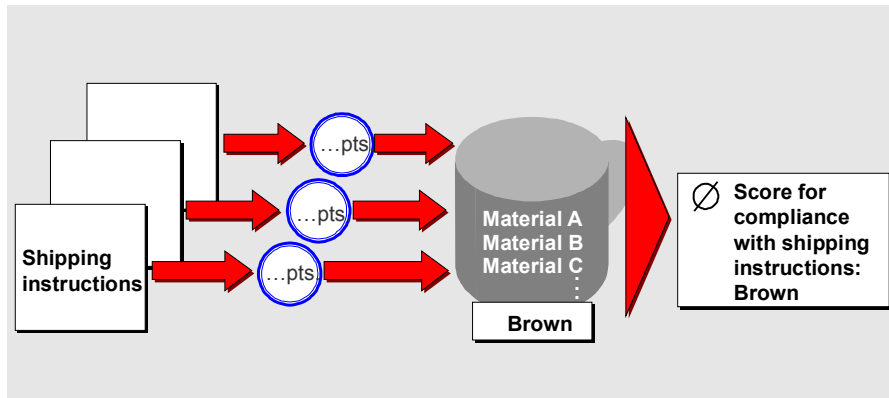 …pts
…pts
…pts.
Shipping
instructions
Material A
Material B
Material C
Brown
∅ Score for
compliance
with shipping
instructions:
Brown